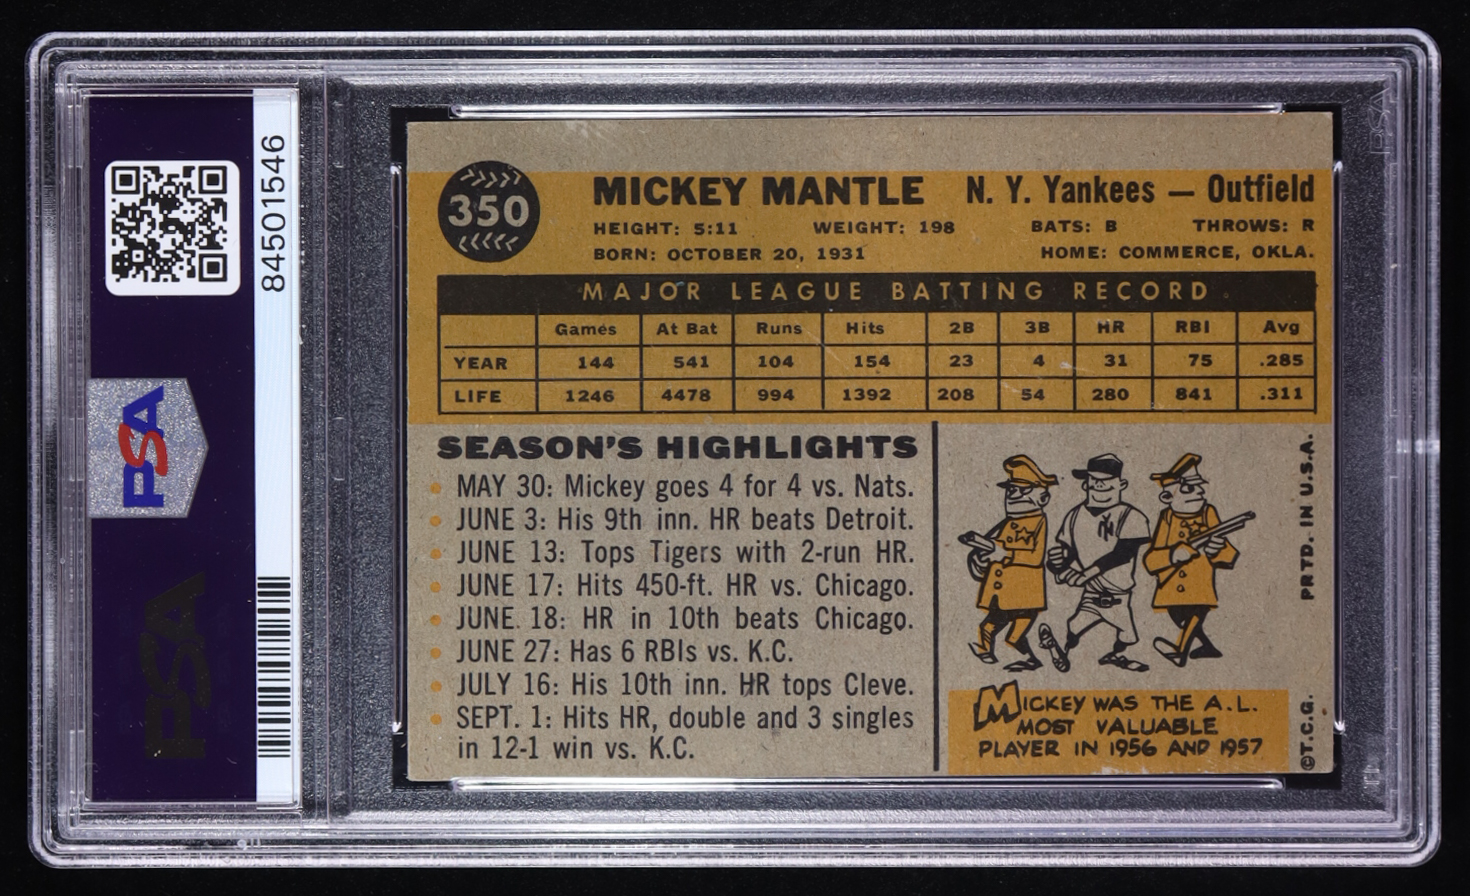 84501546
PSA
PSA
PSA
350
MICKEY MANTLE N. Y. Yankees — Outfield
HEIGHT: 5:11 WEIGHT: 198 BATS: B THROWS: R
BORN: OCTOBER 20, 1931 HOME: COMMERCE, OKLA.
MAJOR LEAGUE BATTING RECORD
Games At Bat Runs Hits 2B 3B HR RBI Avg
YEAR 144 541 104 154 23 4 31 75 .285
LIFE 1246 4478 994 1392 208 54 280 841 .311
SEASON'S HIGHLIGHTS
MAY 30: Mickey goes 4 for 4 vs. Nats.
JUNE 3: His 9th inn. HR beats Detroit.
JUNE 13: Tops Tigers with 2-run HR.
JUNE 17: Hits 450-ft. HR vs. Chicago.
JUNE 18: HR in 10th beats Chicago.
JUNE 27: Has 6 RBIs vs. K.C.
JULY 16: His 10th inn. HR tops Cleve.
SEPT. 1: Hits HR, double and 3 singles
in 12-1 win vs. K.C.
NY
MICKEY WAS THE A.L.
MOST VALUABLE
PLAYER IN 1956 AND 1957
©T.C.G. PRTD. IN U.S.A.